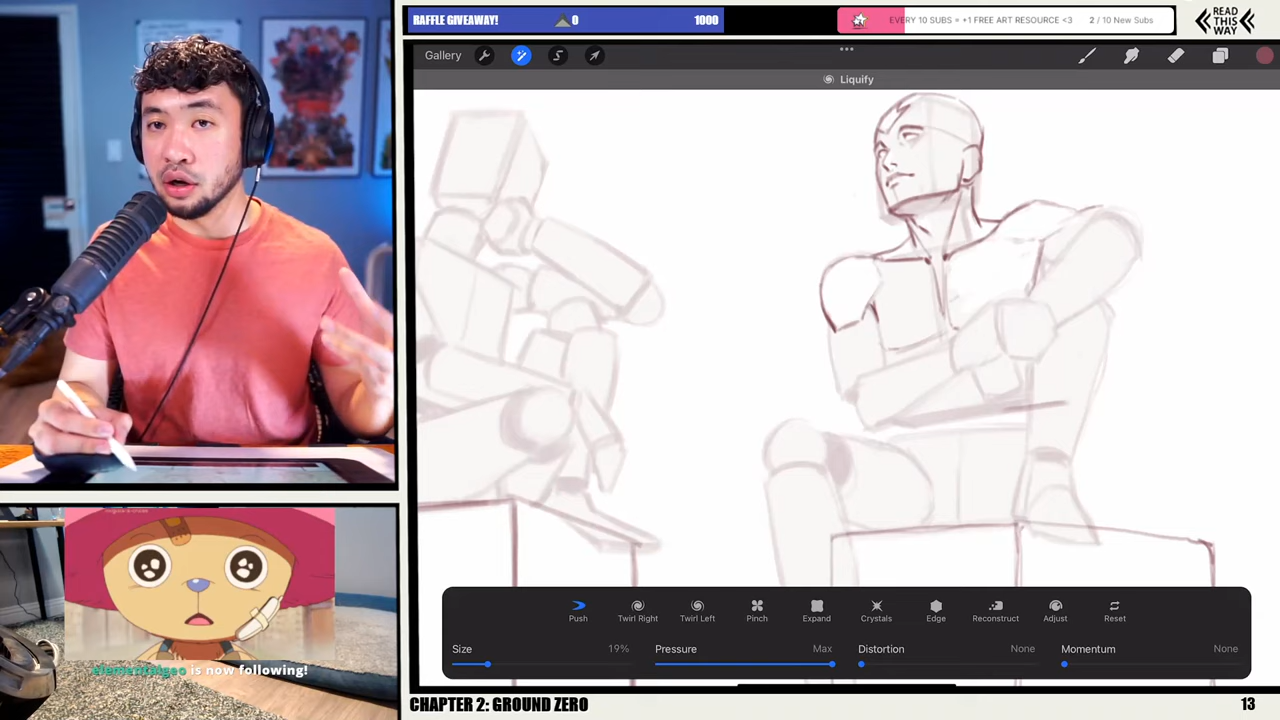 RAFFLE GIVEAWAY!
0
1000
EVERY 10 SUBS = +1 FREE ART RESOURCE <3
2 / 10 New Subs
READ
THIS
WAY
Gallery
Liquify
Push
Twirl Right
Twirl Left
Pinch
Expand
Crystals
Edge
Reconstruct
Adjust
Reset
Size
19%
Pressure
Max
Distortion
None
Momentum
None
is now following!
CHAPTER 2: GROUND ZERO
13